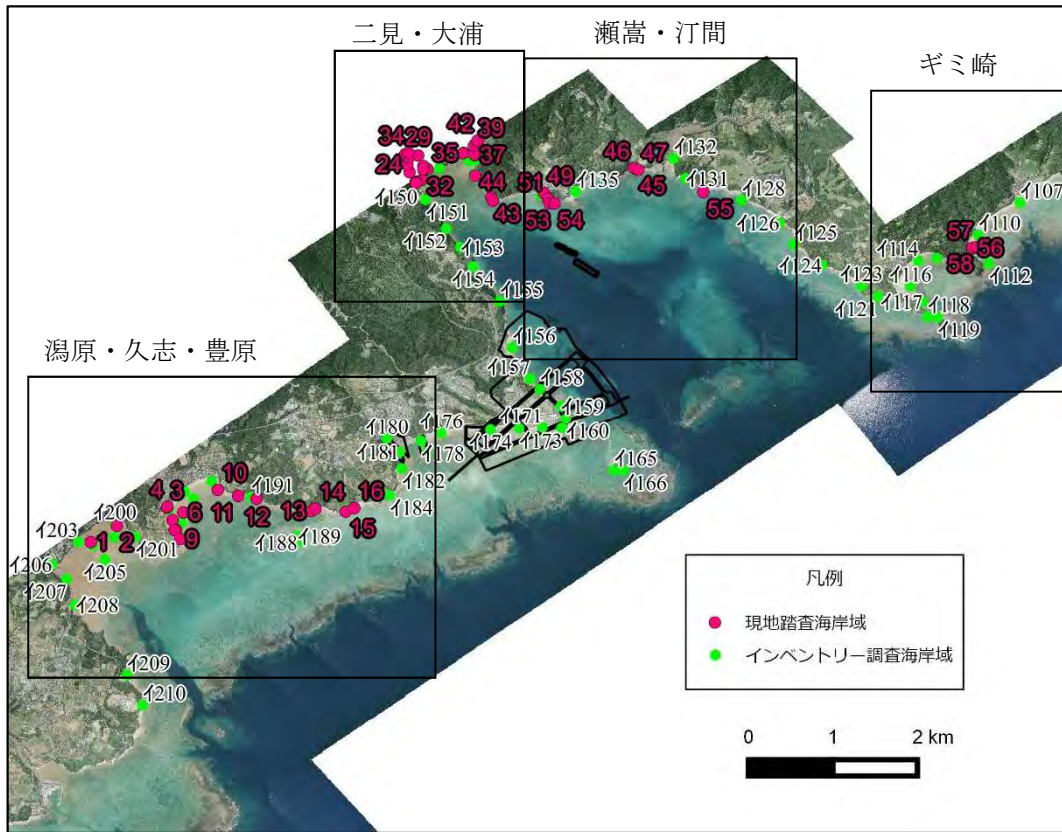 二見・大浦
瀬嵩・汀間
ギミ崎
潟原・久志・豊原
42 39
34 29
35 37
24
32
44
43
46 47
45
51 49
53 54
55
57
56
58
イ132
イ131
イ135
イ128
イ126
イ125
イ124
イ123
イ121
イ107
イ110
イ112
イ114
イ116
イ117
イ118
イ119
イ150
イ151
イ152
イ153
イ154
イ155
イ156
イ157
イ158
イ159
イ160
イ171
イ173
イ174
イ165
イ166
イ176
イ178
イ180
イ181
イ182
イ184
イ188
イ189
イ191
10
4 3
6
11
12
13
14
16
15
9
1
2
イ200
イ201
イ203
イ205
イ206
イ207
イ208
イ209
イ210
凡例
現地踏査海岸域
インベントリー調査海岸域
0 1 2 km